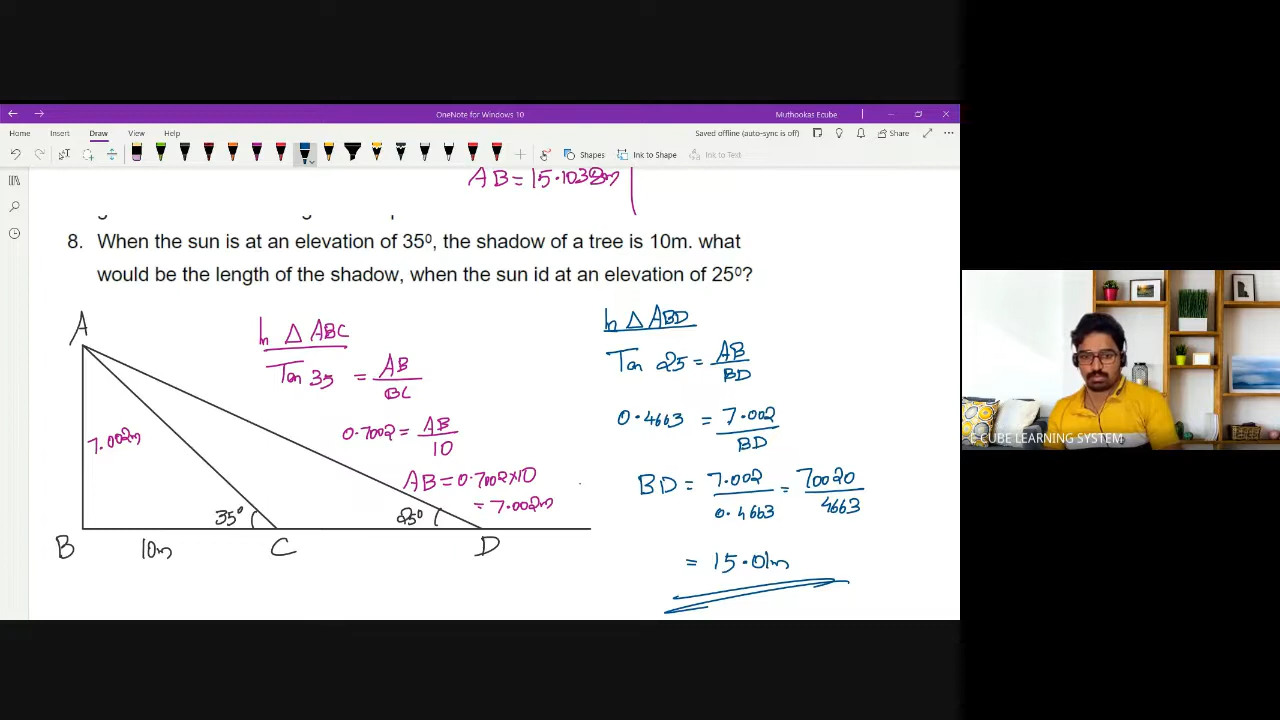 OneNote for Windows 10
Muthookas Ecube
Home Insert Draw View Help
Saved offline (auto-sync is off)
Share
Shapes
Ink to Shape
Ink to Text
AB = 15.1038m
8. When the sun is at an elevation of 35⁰, the shadow of a tree is 10m. what
would be the length of the shadow, when the sun id at an elevation of 25⁰?
A
7.002m
35°
25°
B
10m
C
D
In △ ABC
Tan 35 = AB/BC
0.7002 = AB/10
AB = 0.7002×10
= 7.002m
In △ ABD
Tan 25 = AB/BD
0.4663 = 7.002/BD
BD = 7.002/0.4663 = 70020/4663
= 15.01m
E CUBE LEARNING SYSTEM